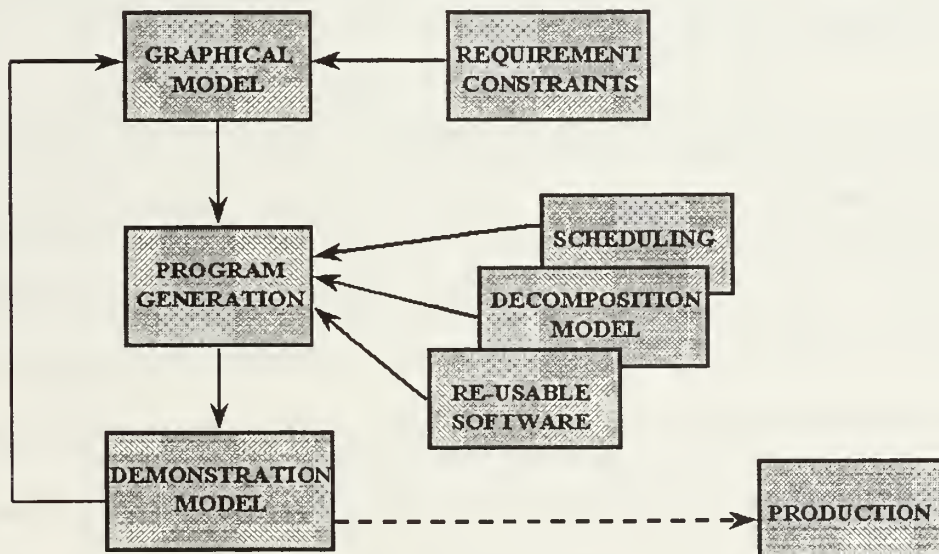 GRAPHICAL
MODEL
REQUIREMENT
CONSTRAINTS
PROGRAM
GENERATION
SCHEDULING
DECOMPOSITION
MODEL
RE-USABLE
SOFTWARE
DEMONSTRATION
MODEL
PRODUCTION